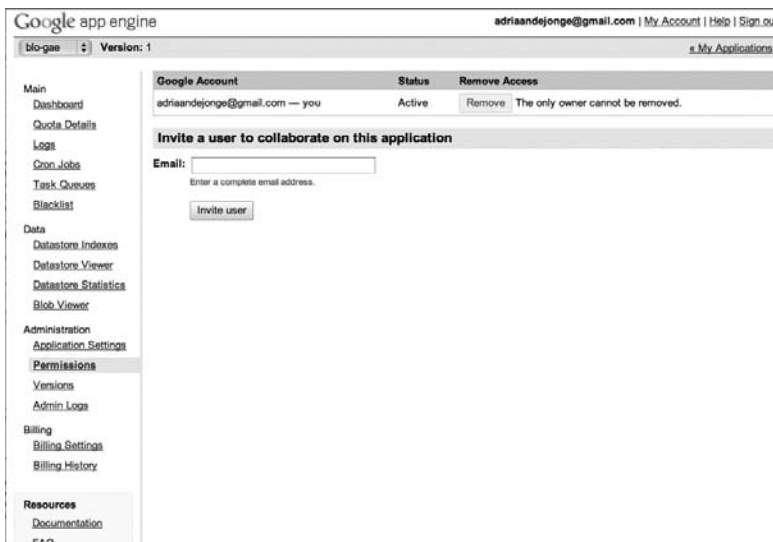 Google app engine
adriaandejonge@gmail.com | My Account | Help | Sign ou
blo-gae Version: 1
« My Applications
Main
Dashboard
Quota Details
Logs
Cron Jobs
Task Queues
Blacklist
Data
Datastore Indexes
Datastore Viewer
Datastore Statistics
Blob Viewer
Administration
Application Settings
Permissions
Versions
Admin Logs
Billing
Billing Settings
Billing History
Resources
Documentation
FAQ
Google Account Status Remove Access
adriaandejonge@gmail.com — you Active Remove The only owner cannot be removed.
Invite a user to collaborate on this application
Email:
Enter a complete email address.
Invite user